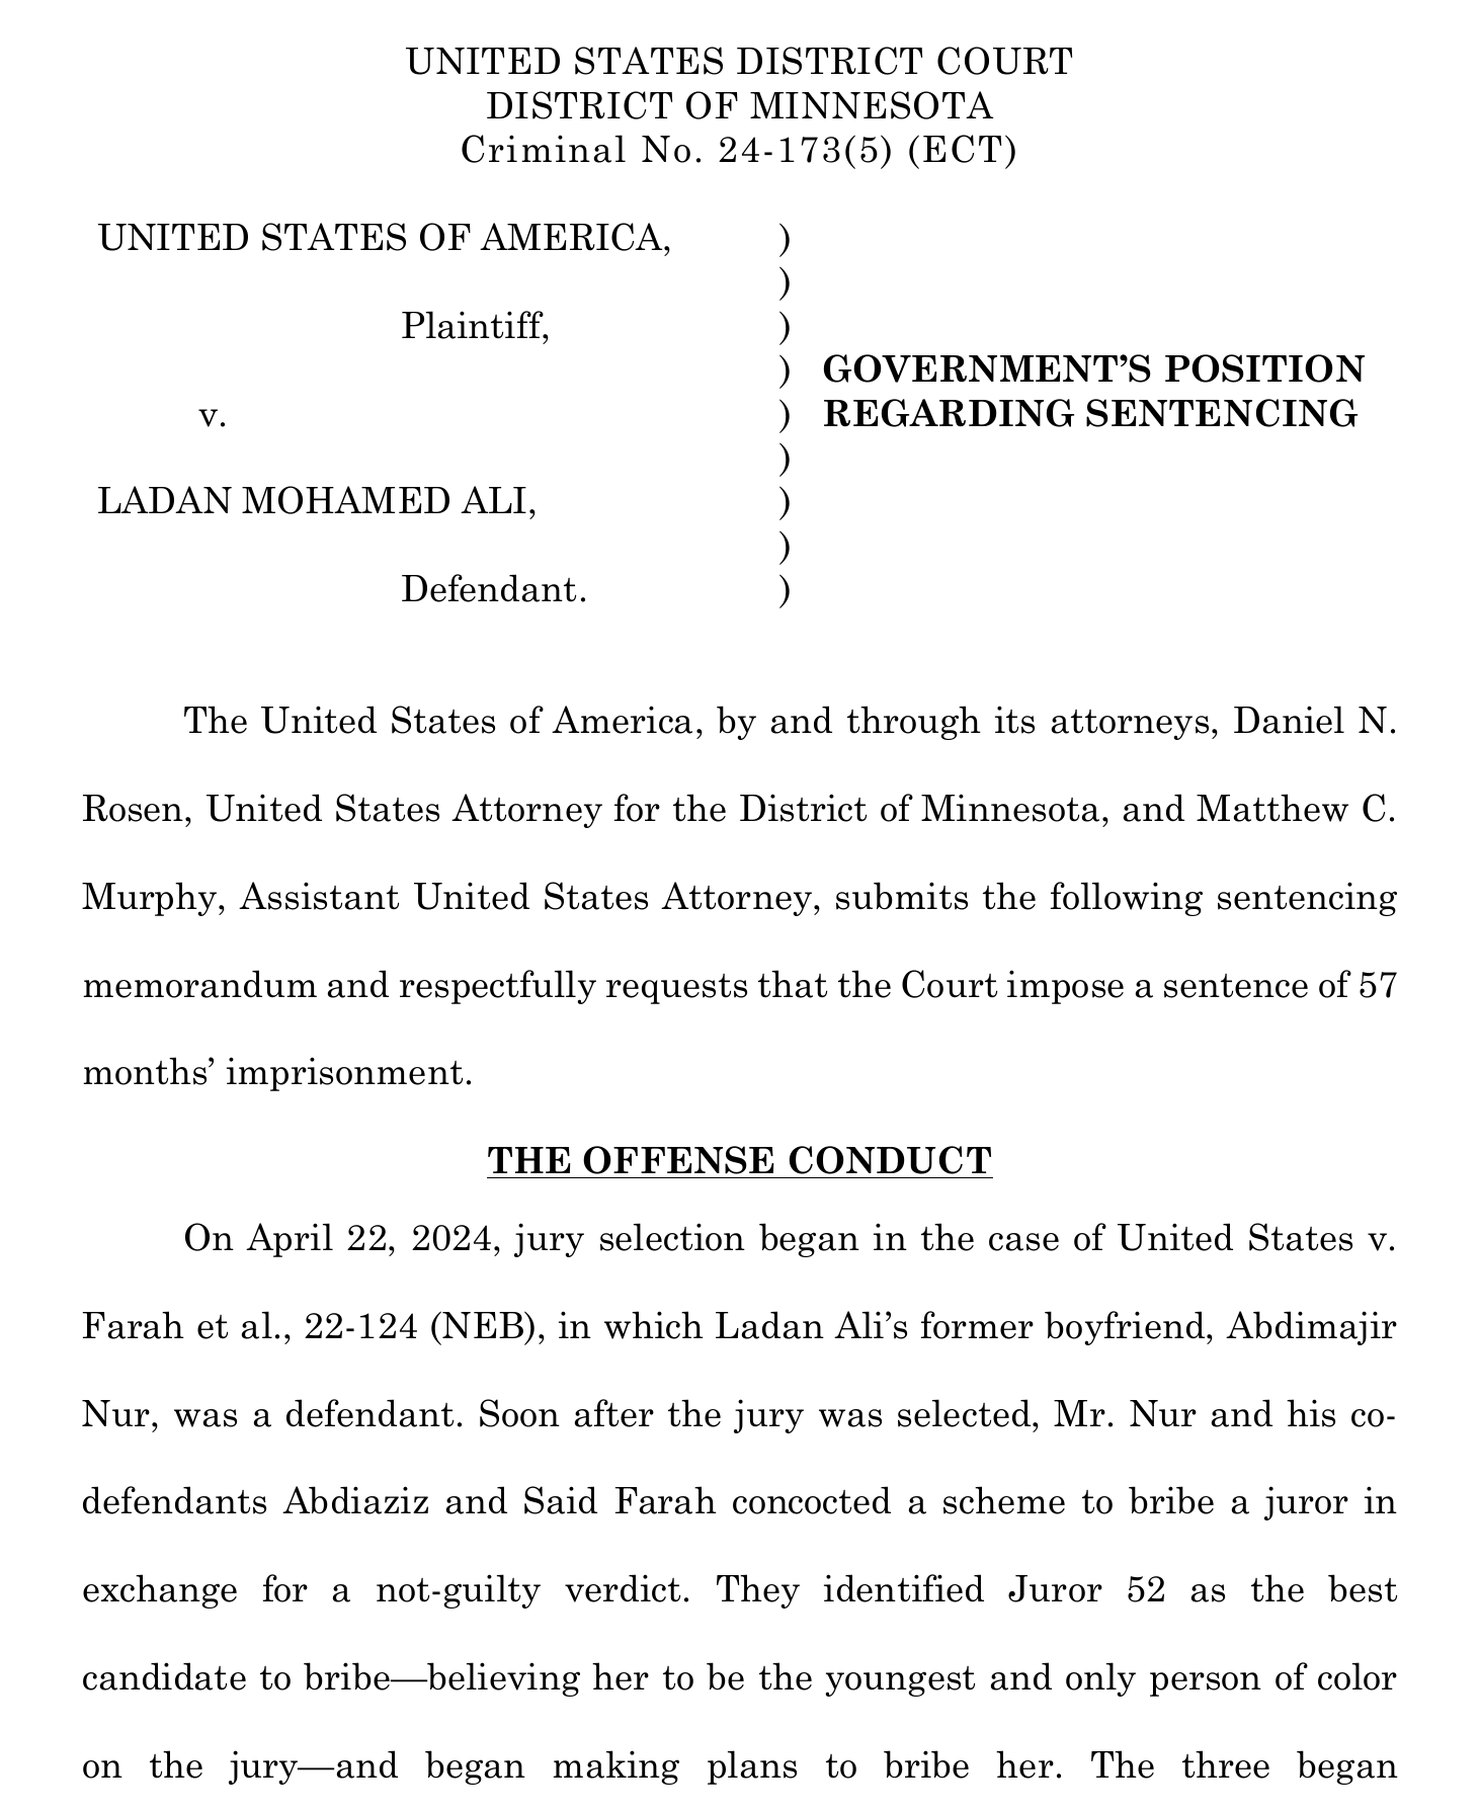 UNITED STATES DISTRICT COURT
DISTRICT OF MINNESOTA
Criminal No. 24-173(5) (ECT)
UNITED STATES OF AMERICA, )
)
Plaintiff, )
) GOVERNMENT’S POSITION
v. ) REGARDING SENTENCING
)
LADAN MOHAMED ALI, )
)
Defendant. )
The United States of America, by and through its attorneys, Daniel N.
Rosen, United States Attorney for the District of Minnesota, and Matthew C.
Murphy, Assistant United States Attorney, submits the following sentencing
memorandum and respectfully requests that the Court impose a sentence of 57
months’ imprisonment.
THE OFFENSE CONDUCT
On April 22, 2024, jury selection began in the case of United States v.
Farah et al., 22-124 (NEB), in which Ladan Ali’s former boyfriend, Abdimajir
Nur, was a defendant. Soon after the jury was selected, Mr. Nur and his co-
defendants Abdiaziz and Said Farah concocted a scheme to bribe a juror in
exchange for a not-guilty verdict. They identified Juror 52 as the best
candidate to bribe—believing her to be the youngest and only person of color
on the jury—and began making plans to bribe her. The three began